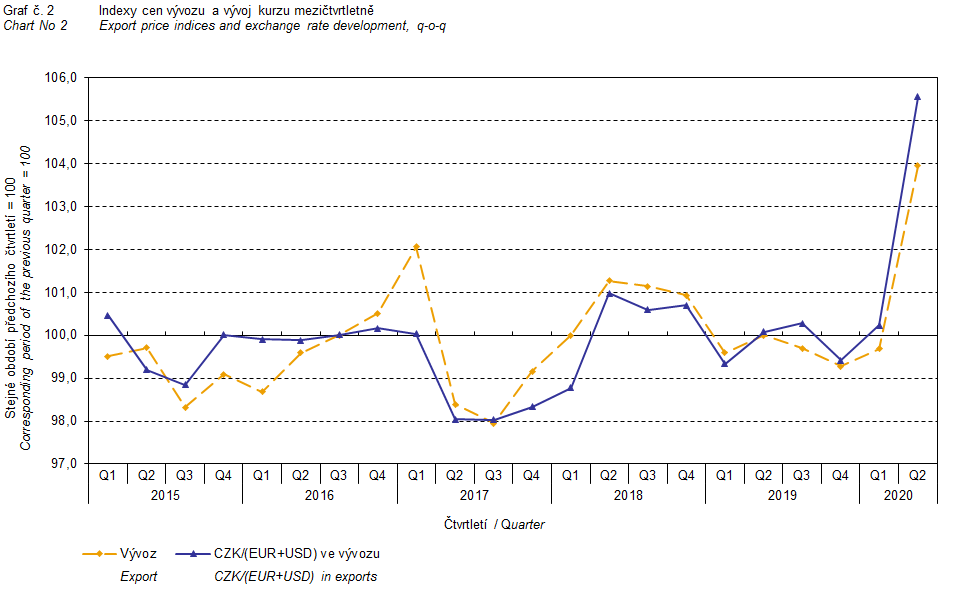 Graf č. 2 Indexy cen vývozu a vývoj kurzu mezičtvrtletně
Chart No 2 Export price indices and exchange rate development, q-o-q
Stejné období předchozího čtvrtletí = 100
Corresponding period of the previous quarter = 100
106,0
105,0
104,0
103,0
102,0
101,0
100,0
99,0
98,0
97,0
Q1 Q2 Q3 Q4 Q1 Q2 Q3 Q4 Q1 Q2 Q3 Q4 Q1 Q2 Q3 Q4 Q1 Q2 Q3 Q4 Q1 Q2
2015 2016 2017 2018 2019 2020
Čtvrtletí / Quarter
Vývoz CZK/(EUR+USD) ve vývozu
Export CZK/(EUR+USD) in exports